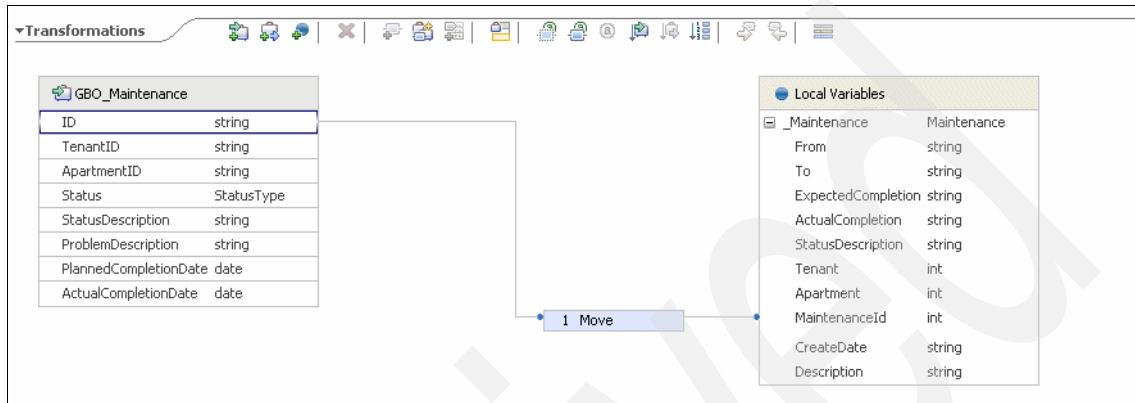 Transformations
GBO_Maintenance
ID string
TenantID string
ApartmentID string
Status StatusType
StatusDescription string
ProblemDescription string
PlannedCompletionDate date
ActualCompletionDate date
1 Move
Local Variables
_Maintenance Maintenance
From string
To string
ExpectedCompletion string
ActualCompletion string
StatusDescription string
Tenant int
Apartment int
MaintenanceId int
CreateDate string
Description string